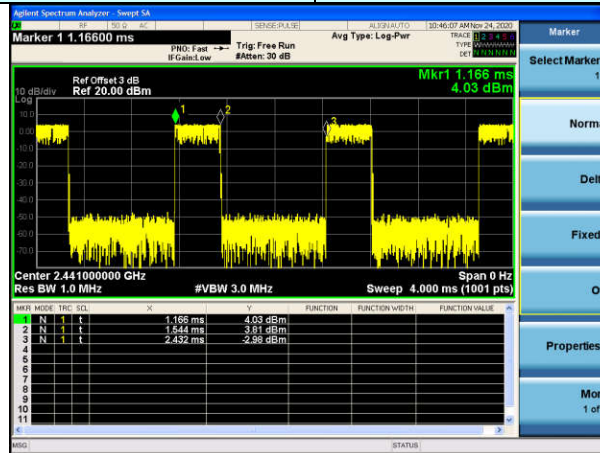 Agilent Spectrum Analyzer - Swept SA
RF 50 Ω AC SENSE:PULSE ALIGN AUTO 10:46:07 AM Nov 24, 2020
Marker 1 1.16600 ms
PNO: Fast
IFGain:Low
Trig: Free Run
#Atten: 30 dB
Avg Type: Log-Pwr
TRACE 1 2 3 4 5 6
TYPE
DET N N N N N N
Marker
Select Marker
1
Norma
Delt
Fixed
O
Properties
Mor
1 of
Mkr1 1.166 ms
4.03 dBm
Ref Offset 3 dB
10 dB/div Ref 20.00 dBm
Log
10.0
0.00
-10.0
-20.0
-30.0
-40.0
-50.0
-60.0
-70.0
1
2
3
Center 2.441000000 GHz Span 0 Hz
Res BW 1.0 MHz #VBW 3.0 MHz Sweep 4.000 ms (1001 pts)
MKR MODE TRC SCL X Y FUNCTION FUNCTION WIDTH FUNCTION VALUE
1 N 1 t 1.166 ms 4.03 dBm
2 N 1 t 1.544 ms 3.81 dBm
3 N 1 t 2.432 ms -2.98 dBm
4
5
6
7
8
9
10
11
MSG STATUS